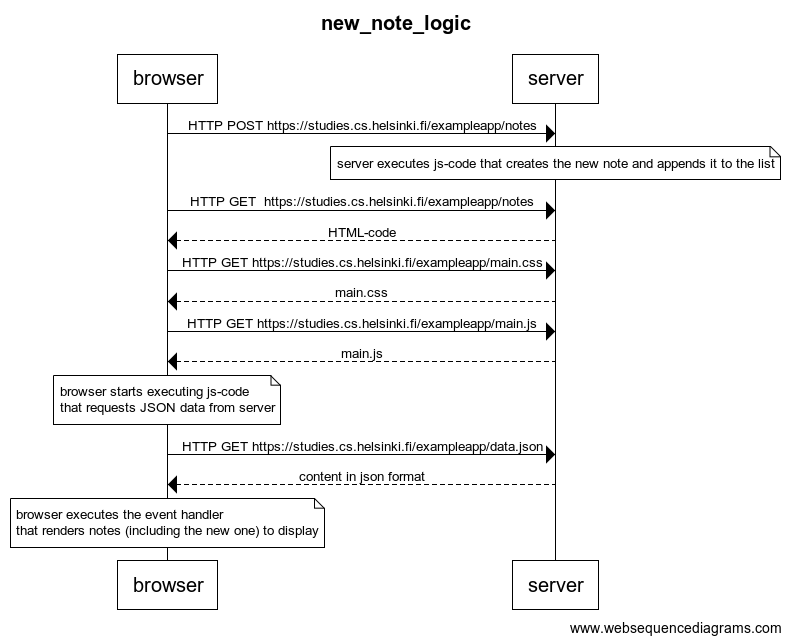 new_note_logic
browser
server
HTTP POST https://studies.cs.helsinki.fi/exampleapp/notes
server executes js-code that creates the new note and appends it to the list
HTTP GET  https://studies.cs.helsinki.fi/exampleapp/notes
HTML-code
HTTP GET https://studies.cs.helsinki.fi/exampleapp/main.css
main.css
HTTP GET https://studies.cs.helsinki.fi/exampleapp/main.js
main.js
browser starts executing js-code
that requests JSON data from server
HTTP GET https://studies.cs.helsinki.fi/exampleapp/data.json
content in json format
browser executes the event handler
that renders notes (including the new one) to display
browser
server
www.websequencediagrams.com